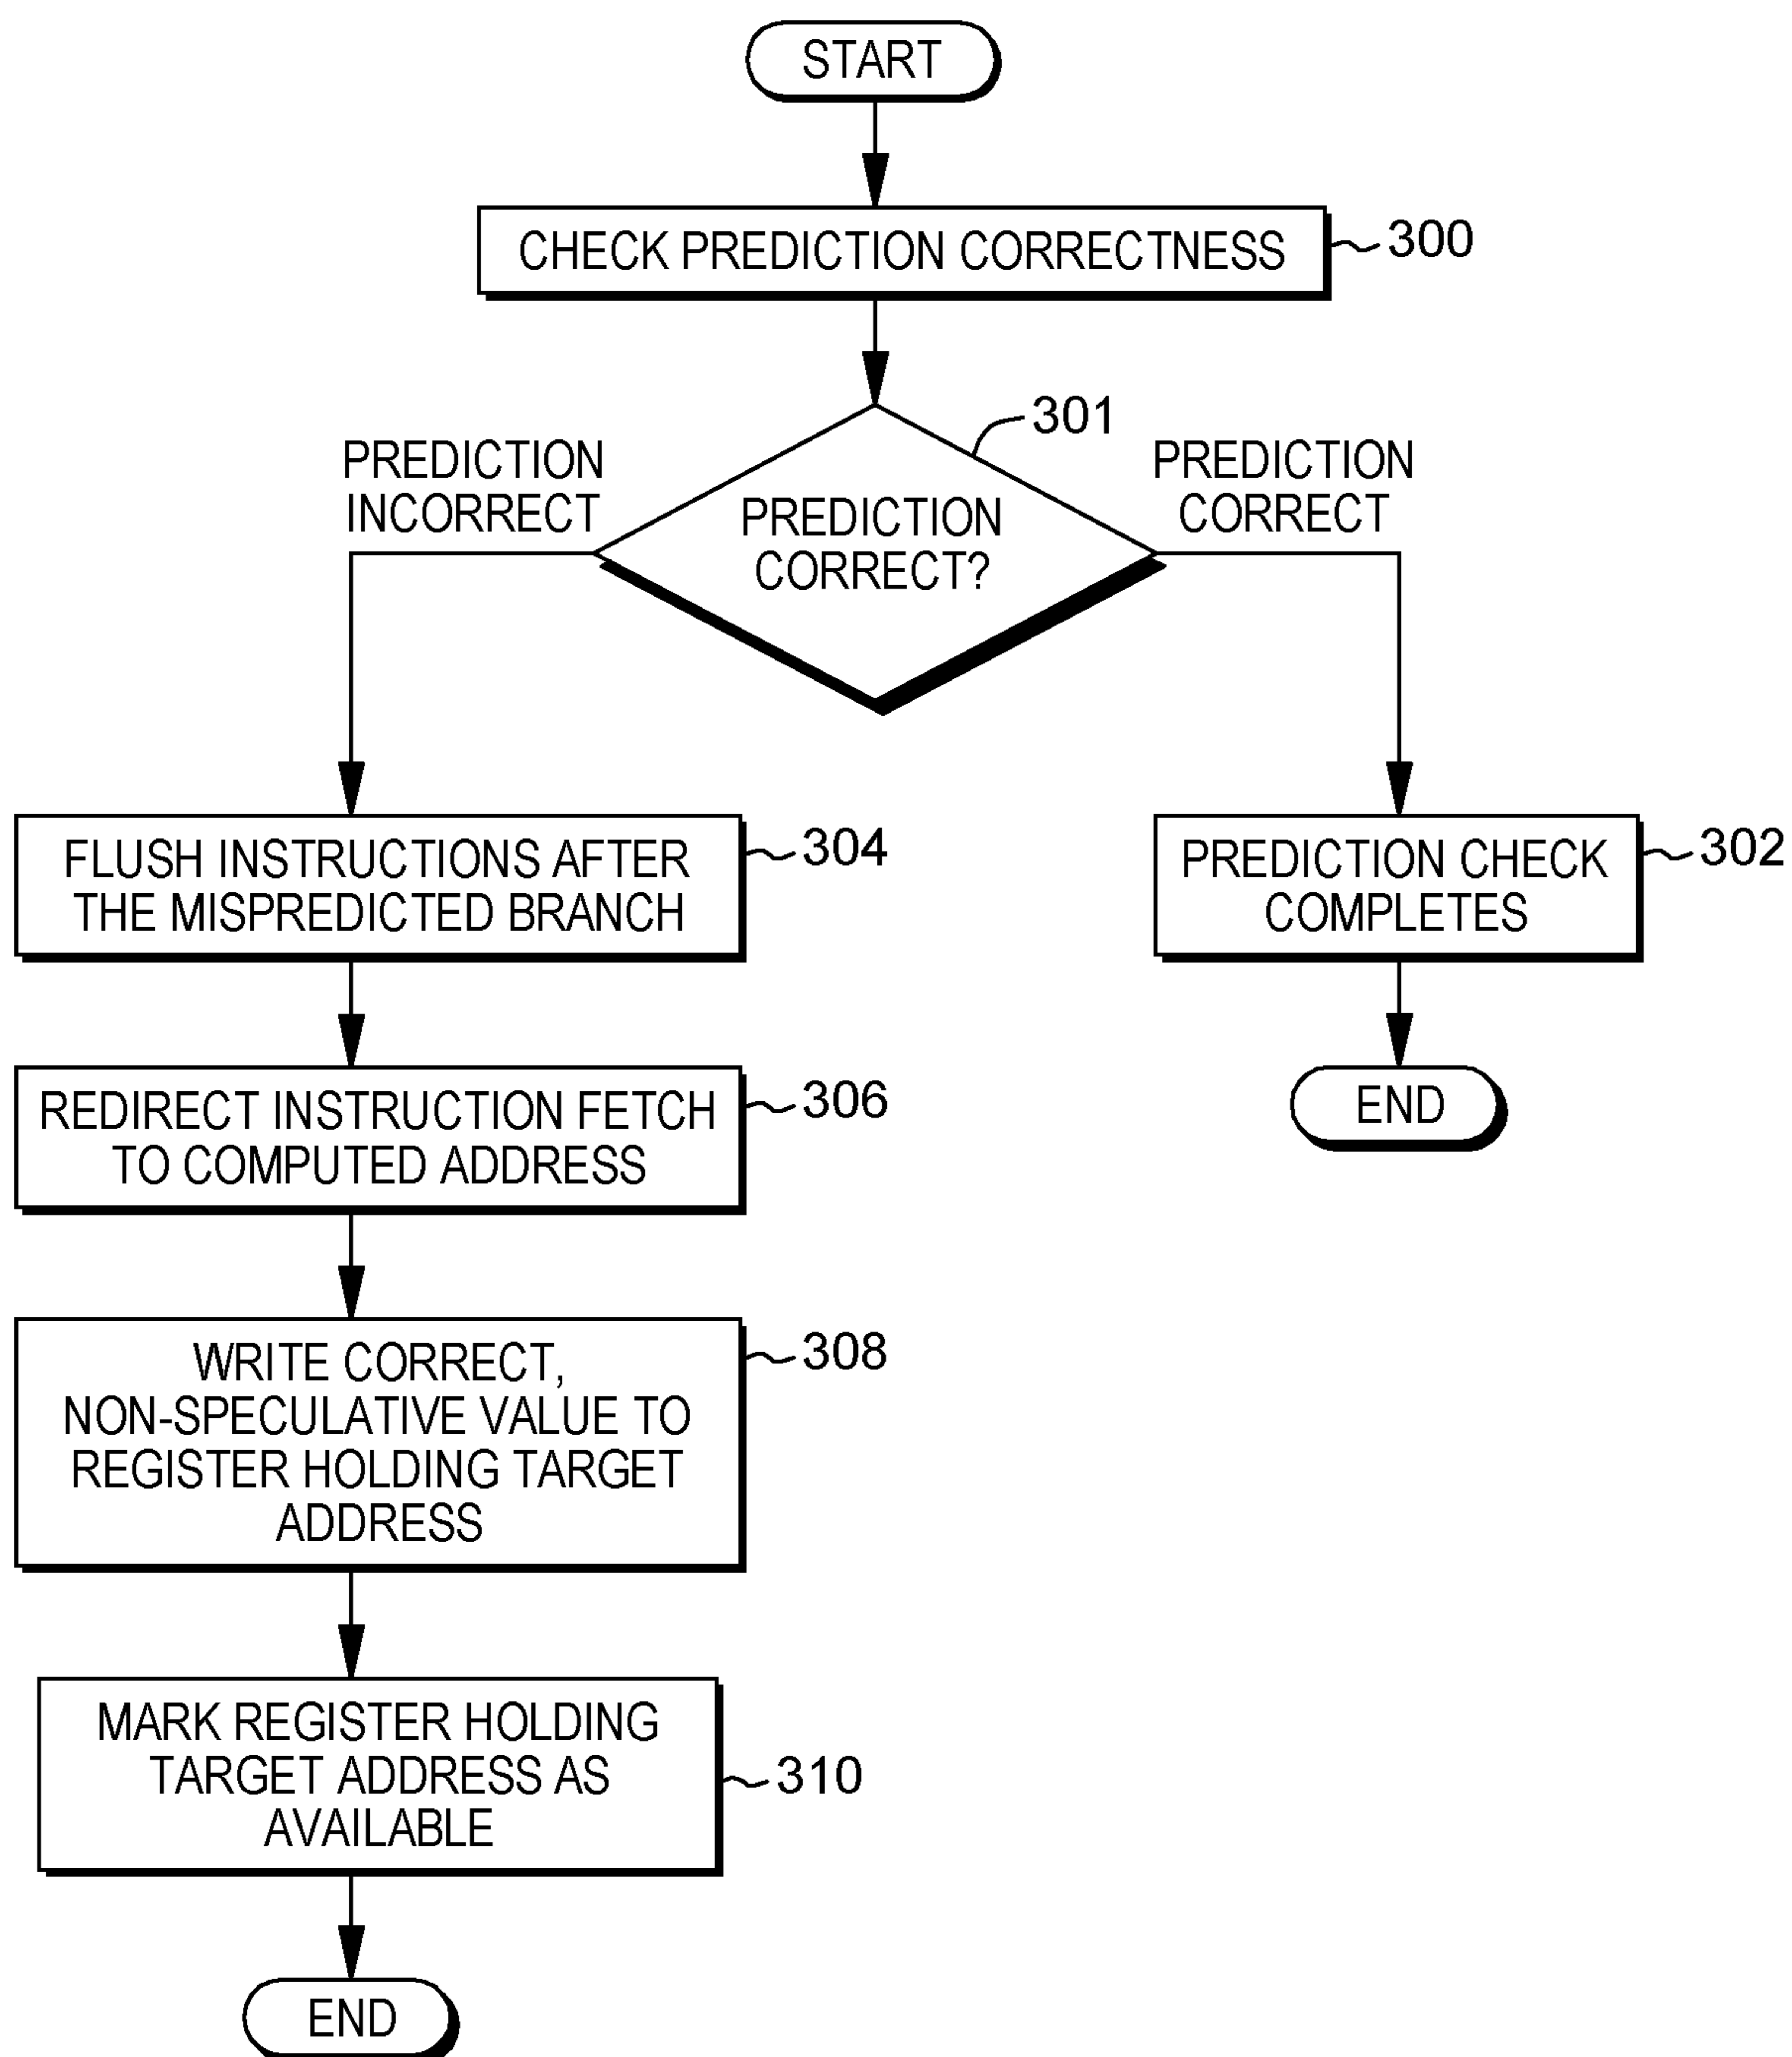 START
CHECK PREDICTION CORRECTNESS
300
301
PREDICTION
INCORRECT
PREDICTION
CORRECT?
PREDICTION
CORRECT
FLUSH INSTRUCTIONS AFTER
THE MISPREDICTED BRANCH
304
PREDICTION CHECK
COMPLETES
302
REDIRECT INSTRUCTION FETCH
TO COMPUTED ADDRESS
306
END
WRITE CORRECT,
NON-SPECULATIVE VALUE TO
REGISTER HOLDING TARGET
ADDRESS
308
MARK REGISTER HOLDING
TARGET ADDRESS AS
AVAILABLE
310
END